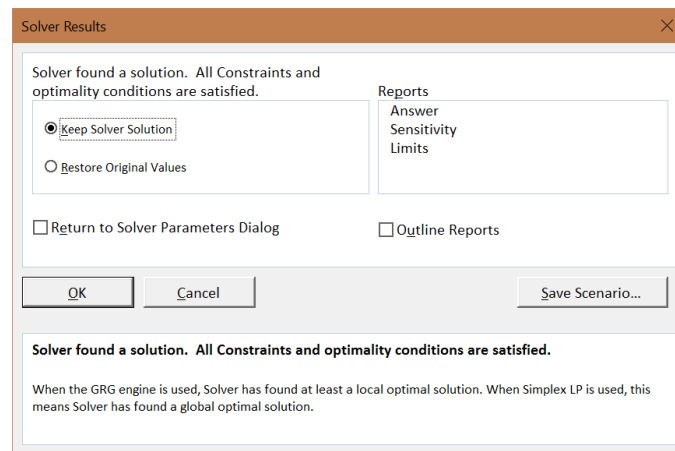 Solver Results
Solver found a solution. All Constraints and
optimality conditions are satisfied.
Reports
Answer
Sensitivity
Limits
Keep Solver Solution
Restore Original Values
Return to Solver Parameters Dialog
Outline Reports
OK
Cancel
Save Scenario...
Solver found a solution. All Constraints and optimality conditions are satisfied.
When the GRG engine is used, Solver has found at least a local optimal solution. When Simplex LP is used, this
means Solver has found a global optimal solution.